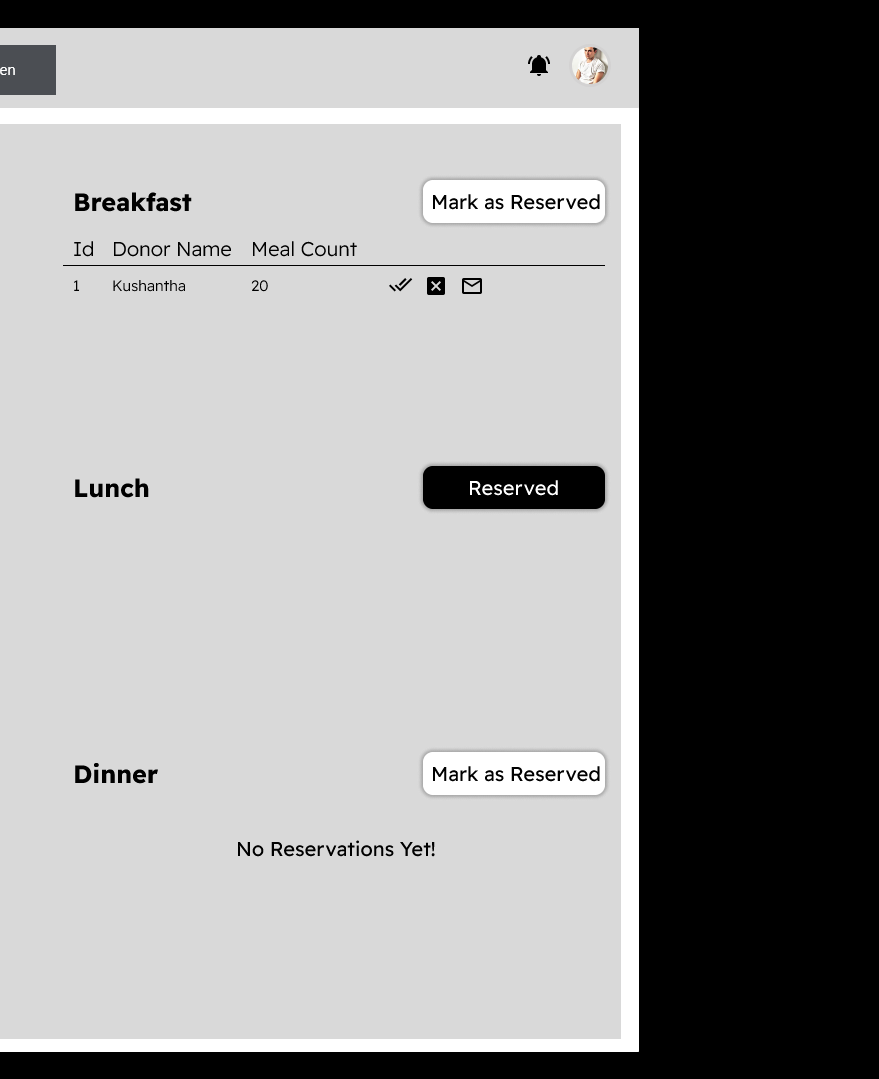 en
Breakfast
Mark as Reserved
Id Donor Name Meal Count
1 Kushantha 20
Lunch
Reserved
Dinner
Mark as Reserved
No Reservations Yet!